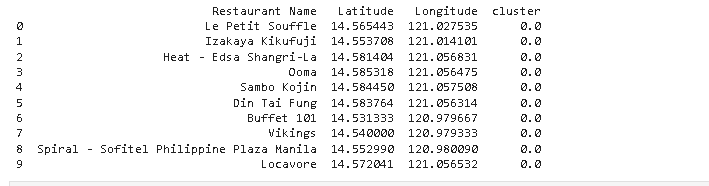 Restaurant Name Latitude Longitude cluster
0 Le Petit Souffle 14.565443 121.027535 0.0
1 Izakaya Kikufuji 14.553708 121.014101 0.0
2 Heat - Edsa Shangri-La 14.581404 121.056831 0.0
3 Ooma 14.585318 121.056475 0.0
4 Sambo Kojin 14.584450 121.057508 0.0
5 Din Tai Fung 14.583764 121.056314 0.0
6 Buffet 101 14.531333 120.979667 0.0
7 Vikings 14.540000 120.979333 0.0
8 Spiral - Sofitel Philippine Plaza Manila 14.552990 120.980090 0.0
9 Locavore 14.572041 121.056532 0.0